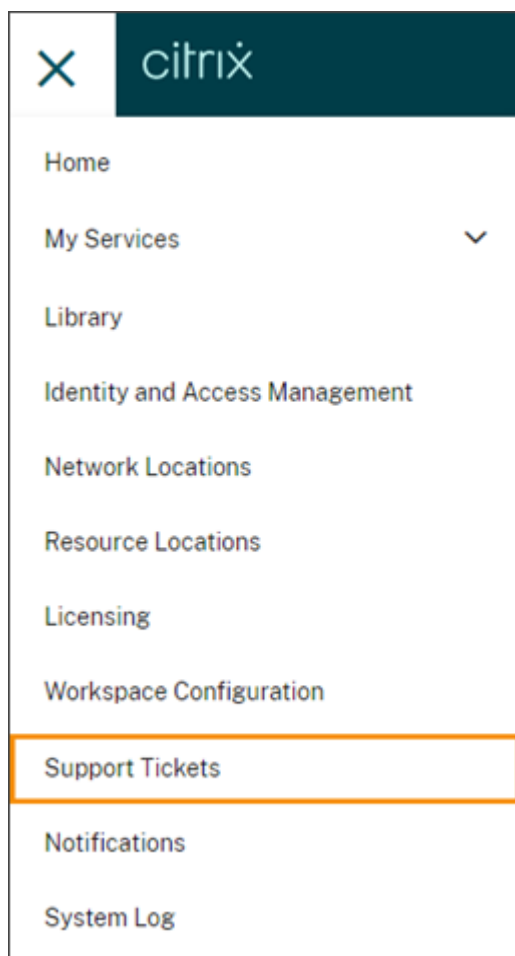 citrix
Home
My Services
Library
Identity and Access Management
Network Locations
Resource Locations
Licensing
Workspace Configuration
Support Tickets
Notifications
System Log